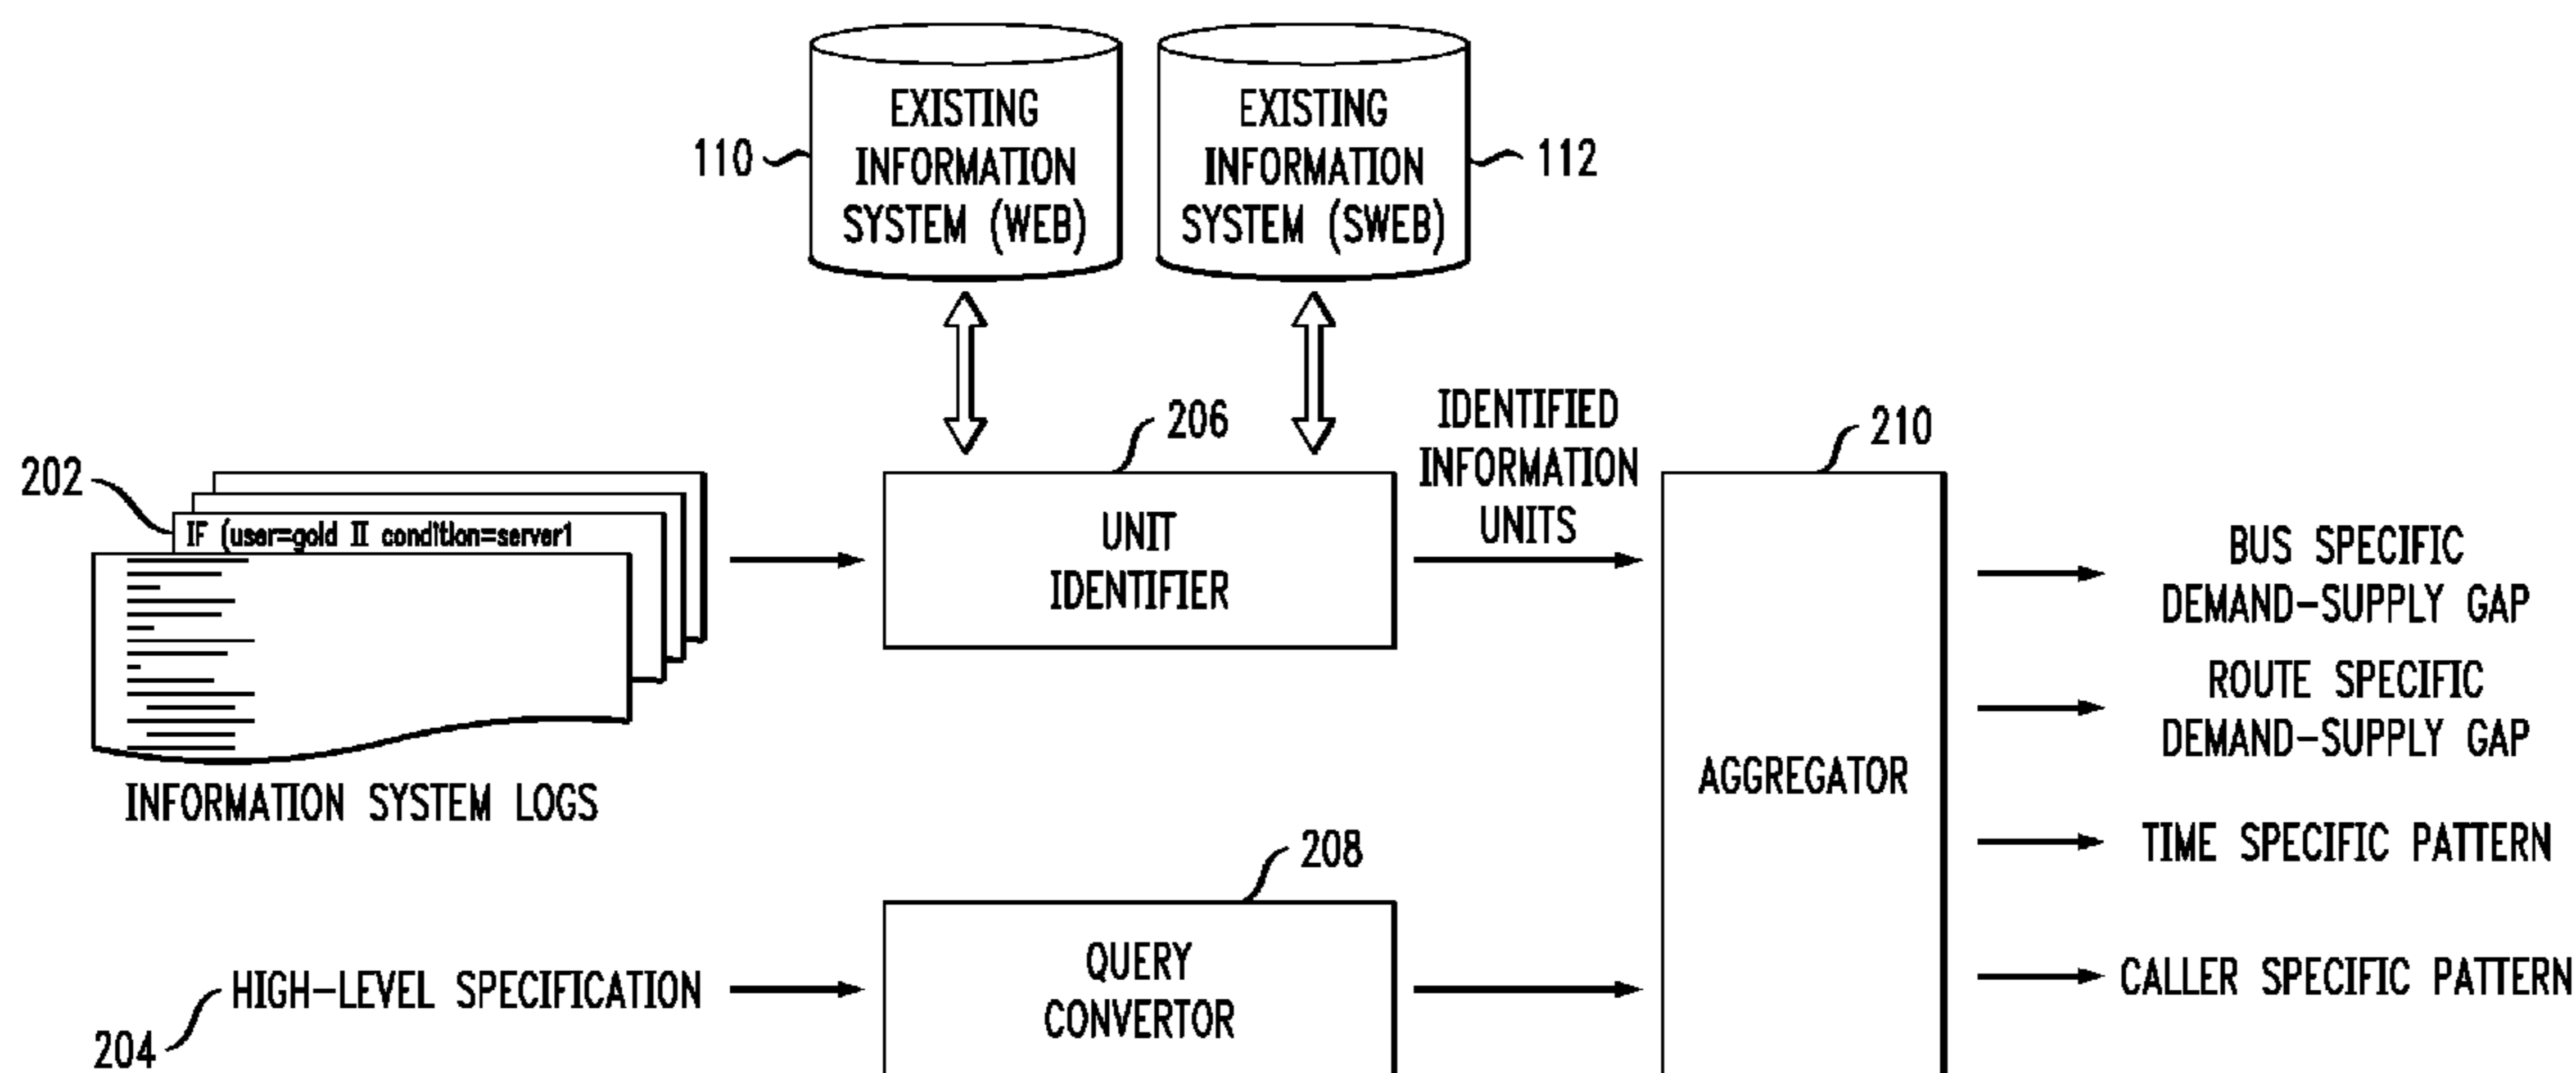 EXISTING
INFORMATION
SYSTEM (WEB)
110
EXISTING
INFORMATION
SYSTEM (SWEB)
112
202
IF (user=gold II condition=server1
INFORMATION SYSTEM LOGS
206
UNIT
IDENTIFIER
IDENTIFIED
INFORMATION
UNITS
210
AGGREGATOR
BUS SPECIFIC
DEMAND-SUPPLY GAP
ROUTE SPECIFIC
DEMAND-SUPPLY GAP
TIME SPECIFIC PATTERN
CALLER SPECIFIC PATTERN
204
HIGH-LEVEL SPECIFICATION
208
QUERY
CONVERTOR